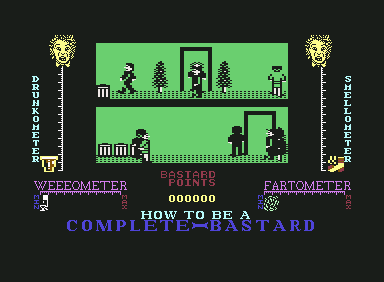 DRUNKOMETER
SMELLOMETER
WEEEOMETER
BASTARD
POINTS
FARTOMETER
000000
HOW TO BE A
COMPLETE BASTARD